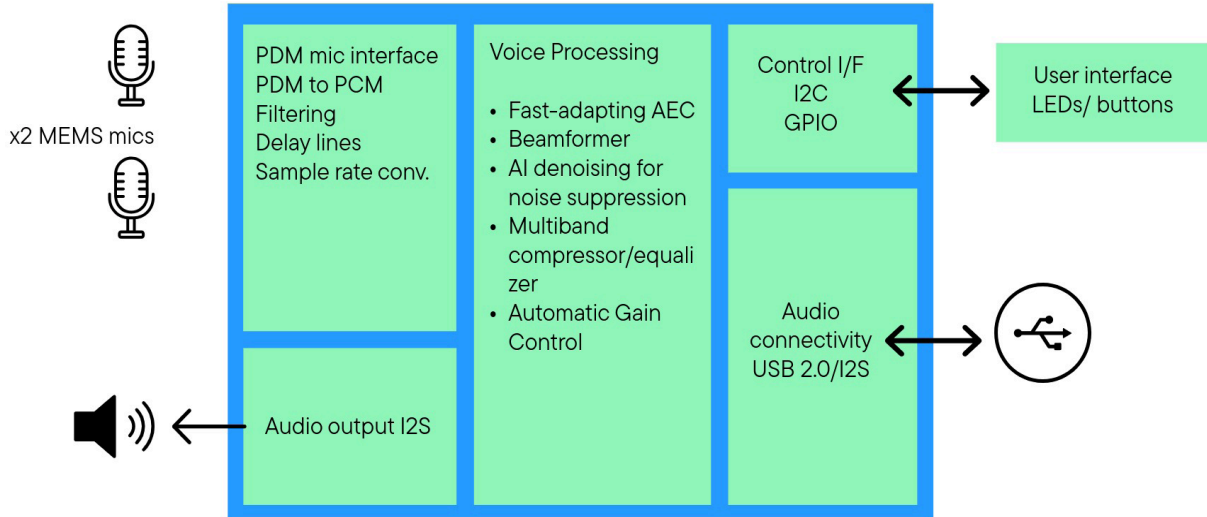 x2 MEMS mics
PDM mic interface
PDM to PCM
Filtering
Delay lines
Sample rate conv.
Audio output I2S
Voice Processing
• Fast-adapting AEC
• Beamformer
• AI denoising for
noise suppression
• Multiband
compressor/equali
zer
• Automatic Gain
Control
Control I/F
I2C
GPIO
Audio
connectivity
USB 2.0/I2S
User interface
LEDs/ buttons